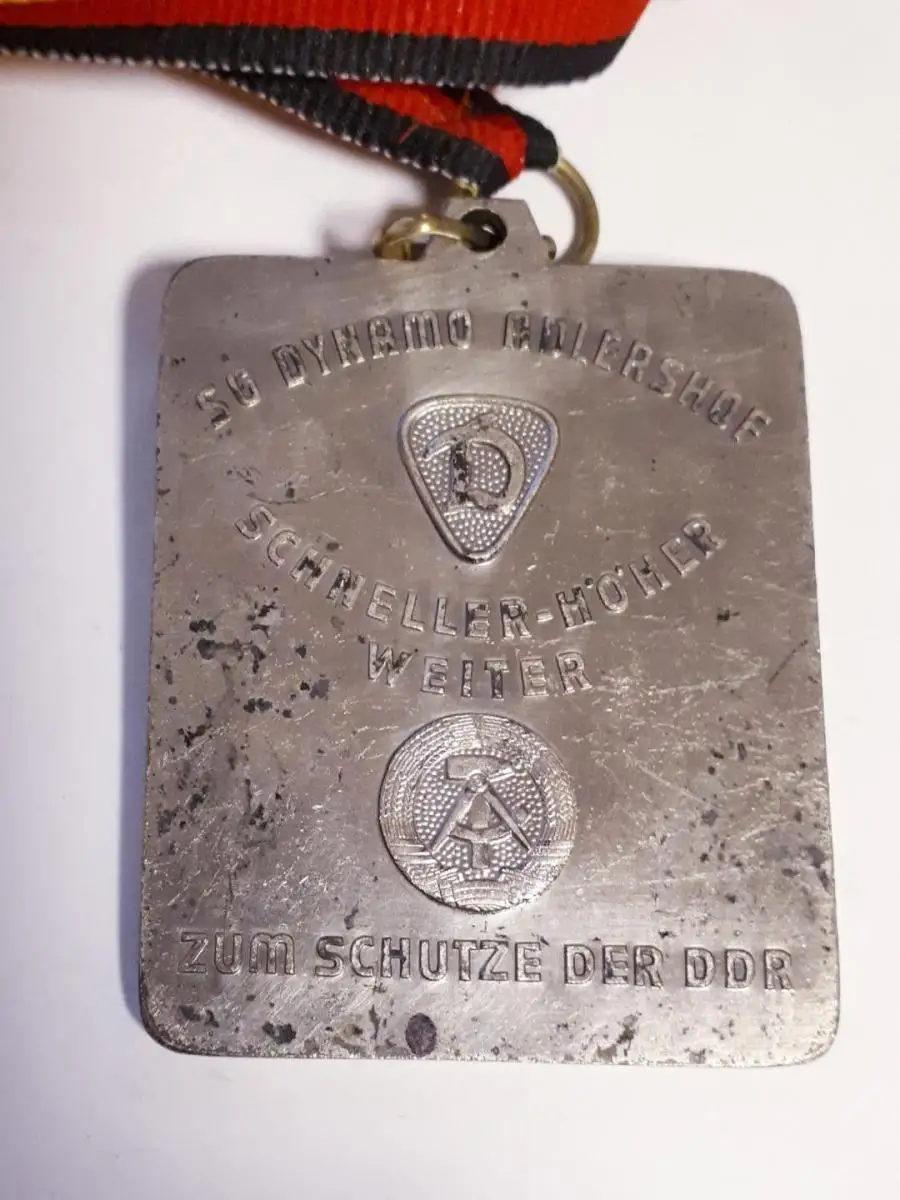 SG DYNAMO ADLERSHOF
D
SCHNELLER-HÖHER
WEITER
ZUM SCHUTZE DER DDR